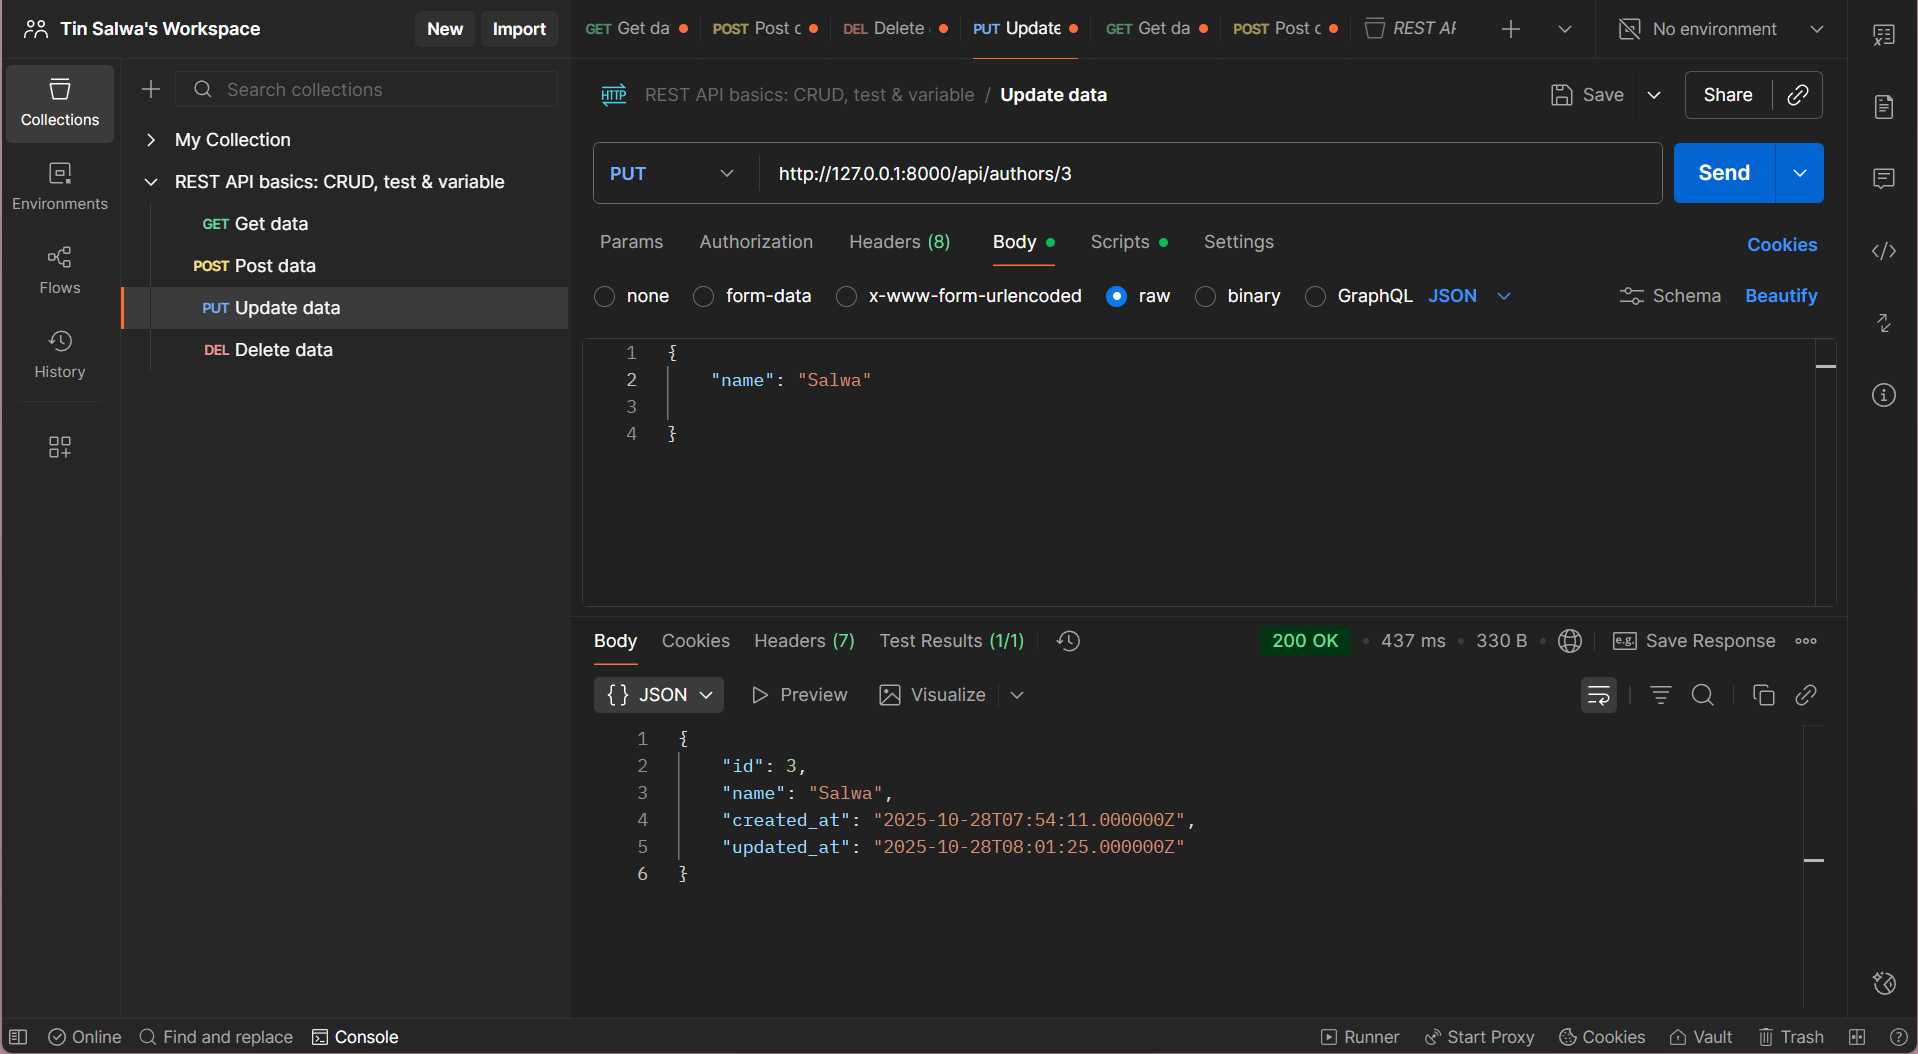 Tin Salwa's Workspace
New
Import
GET Get da
POST Post c
DEL Delete
PUT Update
GET Get da
POST Post c
REST AP
No environment
Collections
Environments
Flows
History
Search collections
My Collection
REST API basics: CRUD, test & variable
GET Get data
POST Post data
PUT Update data
DEL Delete data
HTTP REST API basics: CRUD, test & variable / Update data
Save
Share
PUT
http://127.0.0.1:8000/api/authors/3
Send
Params Authorization Headers (8) Body Scripts Settings
Cookies
none form-data x-www-form-urlencoded raw binary GraphQL JSON
Schema Beautify
1 {
2 "name": "Salwa"
3
4 }
Body Cookies Headers (7) Test Results (1/1)
200 OK • 437 ms • 330 B
e.g. Save Response
{} JSON Preview Visualize
1 {
2 "id": 3,
3 "name": "Salwa",
4 "created_at": "2025-10-28T07:54:11.000000Z",
5 "updated_at": "2025-10-28T08:01:25.000000Z"
6 }
Online Find and replace Console
Runner Start Proxy Cookies Vault Trash